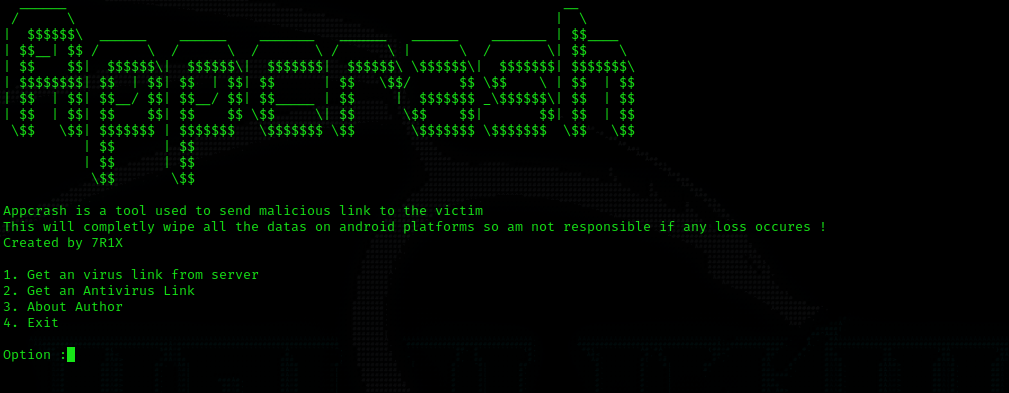 Appcrash
Appcrash is a tool used to send malicious link to the victim
This will completly wipe all the datas on android platforms so am not responsible if any loss occures !
Created by 7R1X
1. Get an virus link from server
2. Get an Antivirus Link
3. About Author
4. Exit
Option :